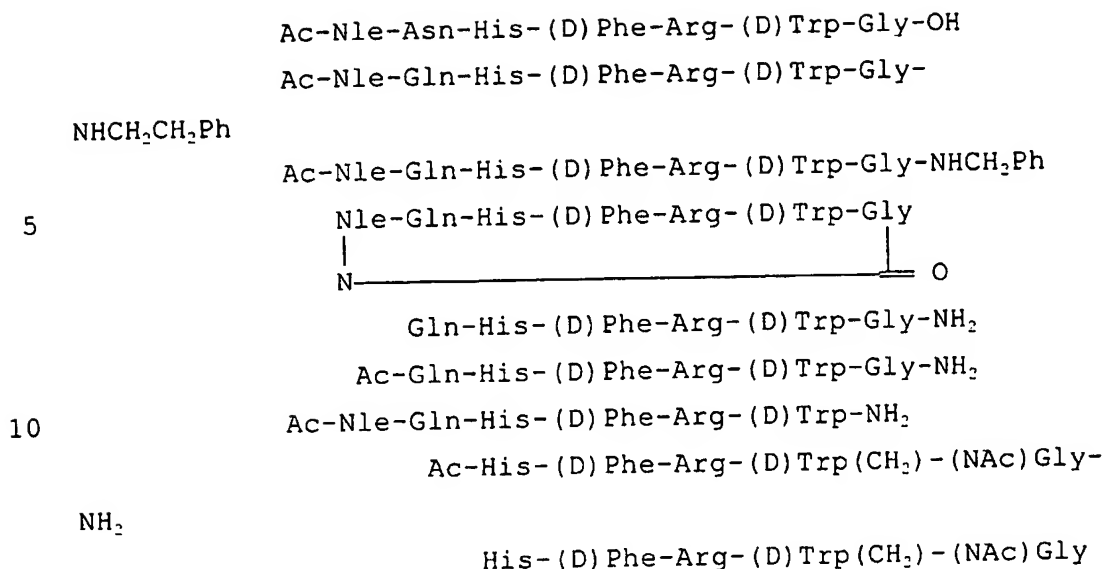 Ac-Nle-Asn-His-(D)Phe-Arg-(D)Trp-Gly-OH
Ac-Nle-Gln-His-(D)Phe-Arg-(D)Trp-Gly-
NHCH₂CH₂Ph
Ac-Nle-Gln-His-(D)Phe-Arg-(D)Trp-Gly-NHCH₂Ph
5 Nle-Gln-His-(D)Phe-Arg-(D)Trp-Gly
N O
Gln-His-(D)Phe-Arg-(D)Trp-Gly-NH₂
Ac-Gln-His-(D)Phe-Arg-(D)Trp-Gly-NH₂
10 Ac-Nle-Gln-His-(D)Phe-Arg-(D)Trp-NH₂
Ac-His-(D)Phe-Arg-(D)Trp(CH₂)-(NAc)Gly-
NH₂
His-(D)Phe-Arg-(D)Trp(CH₂)-(NAc)Gly